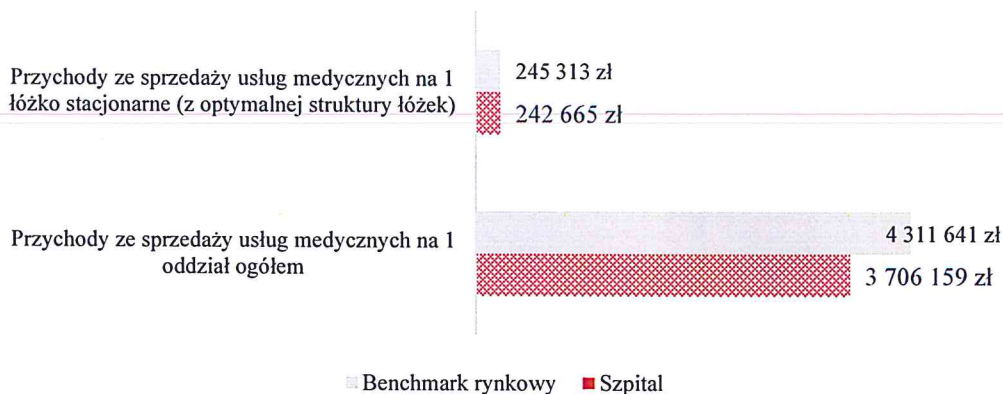 Przychody ze sprzedaży usług medycznych na 1
łóżko stacjonarne (z optymalnej struktury łóżek)
245 313 zł
242 665 zł
Przychody ze sprzedaży usług medycznych na 1
oddział ogółem
4 311 641 zł
3 706 159 zł
Benchmark rynkowy Szpital